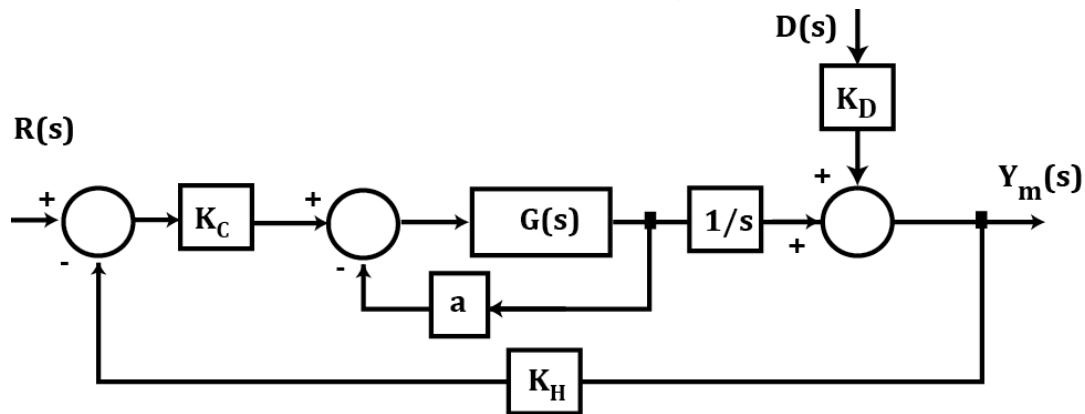 D(s)
K_D
R(s)
+
+
+
Y_m(s)
K_C
G(s)
1/s
+
-
-
a
K_H